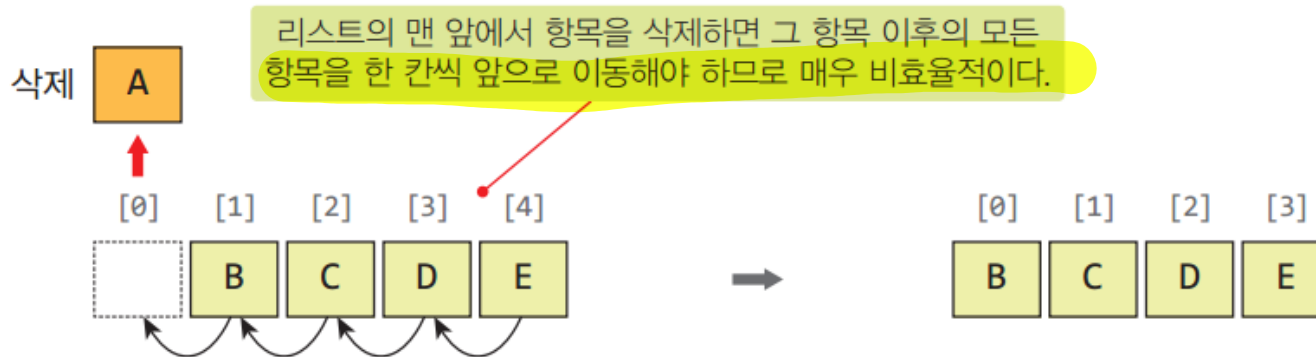 리스트의 맨 앞에서 항목을 삭제하면 그 항목 이후의 모든
항목을 한 칸씩 앞으로 이동해야 하므로 매우 비효율적이다.
삭제 A
[0] [1] [2] [3] [4] [0] [1] [2] [3]
B C D E B C D E